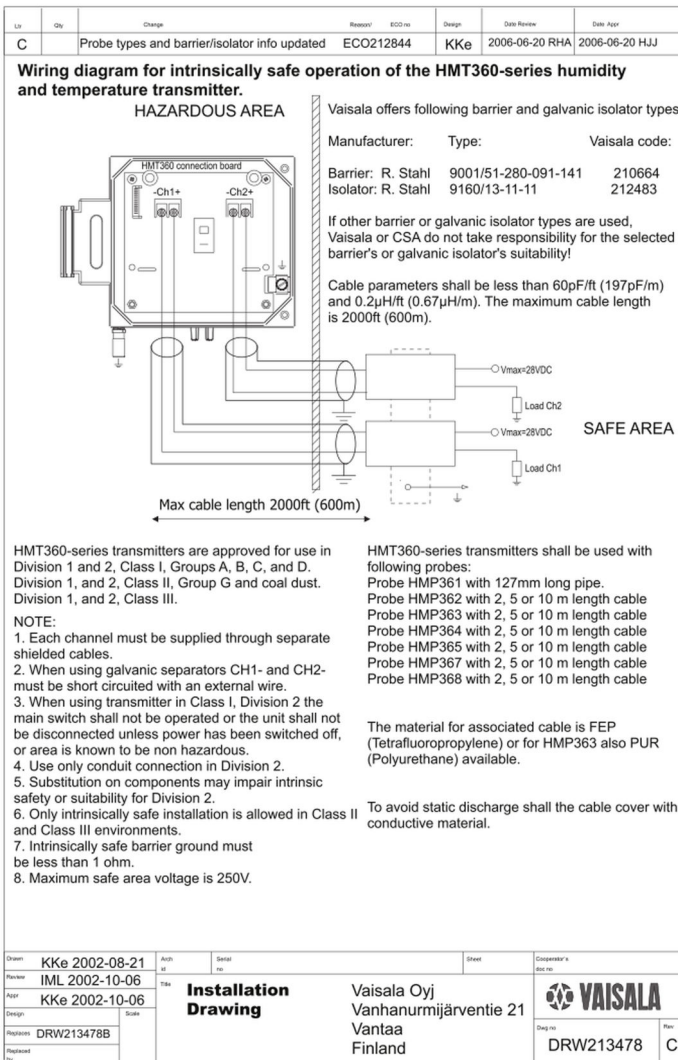 Ltr Qty Change Reason/ ECO no Design Date Review Date Appr
C Probe types and barrier/isolator info updated ECO212844 KKe 2006-06-20 RHA 2006-06-20 HJJ
Wiring diagram for intrinsically safe operation of the HMT360-series humidity
and temperature transmitter.
HAZARDOUS AREA
HMT360 connection board
-Ch1+ -Ch2+
Vaisala offers following barrier and galvanic isolator types
Manufacturer: Type: Vaisala code:
Barrier: R. Stahl 9001/51-280-091-141 210664
Isolator: R. Stahl 9160/13-11-11 212483
If other barrier or galvanic isolator types are used,
Vaisala or CSA do not take responsibility for the selected
barrier's or galvanic isolator's suitability!
Cable parameters shall be less than 60pF/ft (197pF/m)
and 0.2µH/ft (0.67µH/m). The maximum cable length
is 2000ft (600m).
Vmax=28VDC
Load Ch2
Vmax=28VDC
Load Ch1
SAFE AREA
Max cable length 2000ft (600m)
HMT360-series transmitters are approved for use in
Division 1 and 2, Class I, Groups A, B, C, and D.
Division 1, and 2, Class II, Group G and coal dust.
Division 1, and 2, Class III.
NOTE:
1. Each channel must be supplied through separate
shielded cables.
2. When using galvanic separators CH1- and CH2-
must be short circuited with an external wire.
3. When using transmitter in Class I, Division 2 the
main switch shall not be operated or the unit shall not
be disconnected unless power has been switched off,
or area is known to be non hazardous.
4. Use only conduit connection in Division 2.
5. Substitution on components may impair intrinsic
safety or suitability for Division 2.
6. Only intrinsically safe installation is allowed in Class II
and Class III environments.
7. Intrinsically safe barrier ground must
be less than 1 ohm.
8. Maximum safe area voltage is 250V.
HMT360-series transmitters shall be used with
following probes:
Probe HMP361 with 127mm long pipe.
Probe HMP362 with 2, 5 or 10 m length cable
Probe HMP363 with 2, 5 or 10 m length cable
Probe HMP364 with 2, 5 or 10 m length cable
Probe HMP365 with 2, 5 or 10 m length cable
Probe HMP367 with 2, 5 or 10 m length cable
Probe HMP368 with 2, 5 or 10 m length cable
The material for associated cable is FEP
(Tetrafluoropropylene) or for HMP363 also PUR
(Polyurethane) available.
To avoid static discharge shall the cable cover with
conductive material.
Drawn KKe 2002-08-21
Review IML 2002-10-06
Appr KKe 2002-10-06
Design Scale
Replaces DRW213478B
Replaced
Arch
id
Serial
no
Sheet
Cooperator's
doc no
Title
Installation
Drawing
Vaisala Oyj
Vanhanurmijärventie 21
Vantaa
Finland
VAISALA
Dwg no Rev
DRW213478 C